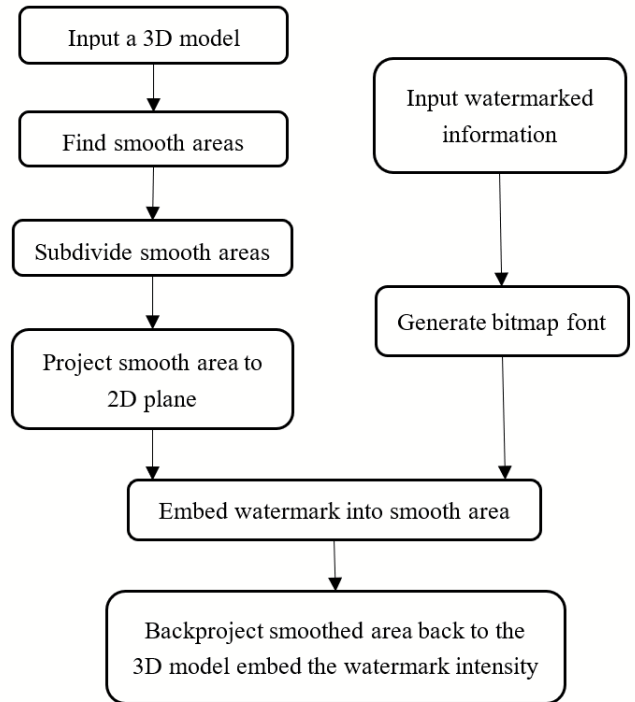 Input a 3D model
Find smooth areas
Subdivide smooth areas
Project smooth area to
2D plane
Input watermarked
information
Generate bitmap font
Embed watermark into smooth area
Backproject smoothed area back to the
3D model embed the watermark intensity